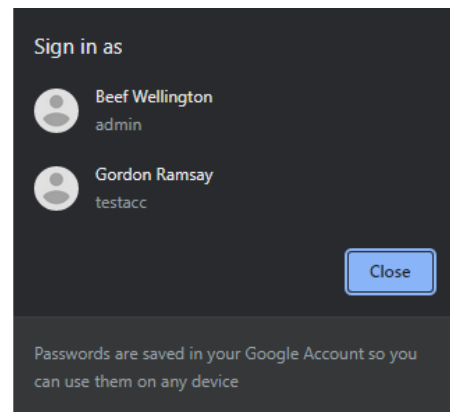 Sign in as
Beef Wellington
admin
Gordon Ramsay
testacc
Close
Passwords are saved in your Google Account so you
can use them on any device